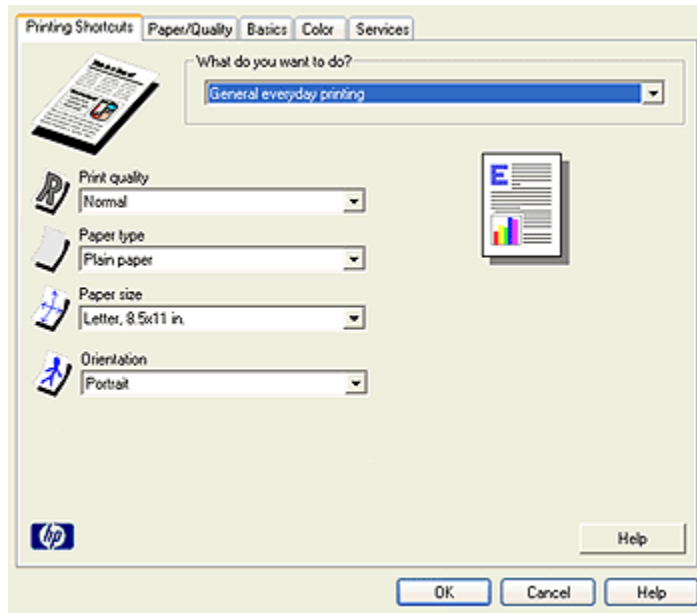 Printing Shortcuts Paper/Quality Basics Color Services
What do you want to do?
General everyday printing
Print quality
Normal
Paper type
Plain paper
Paper size
Letter, 8.5x11 in.
Orientation
Portrait
E
hp
Help
OK Cancel Help